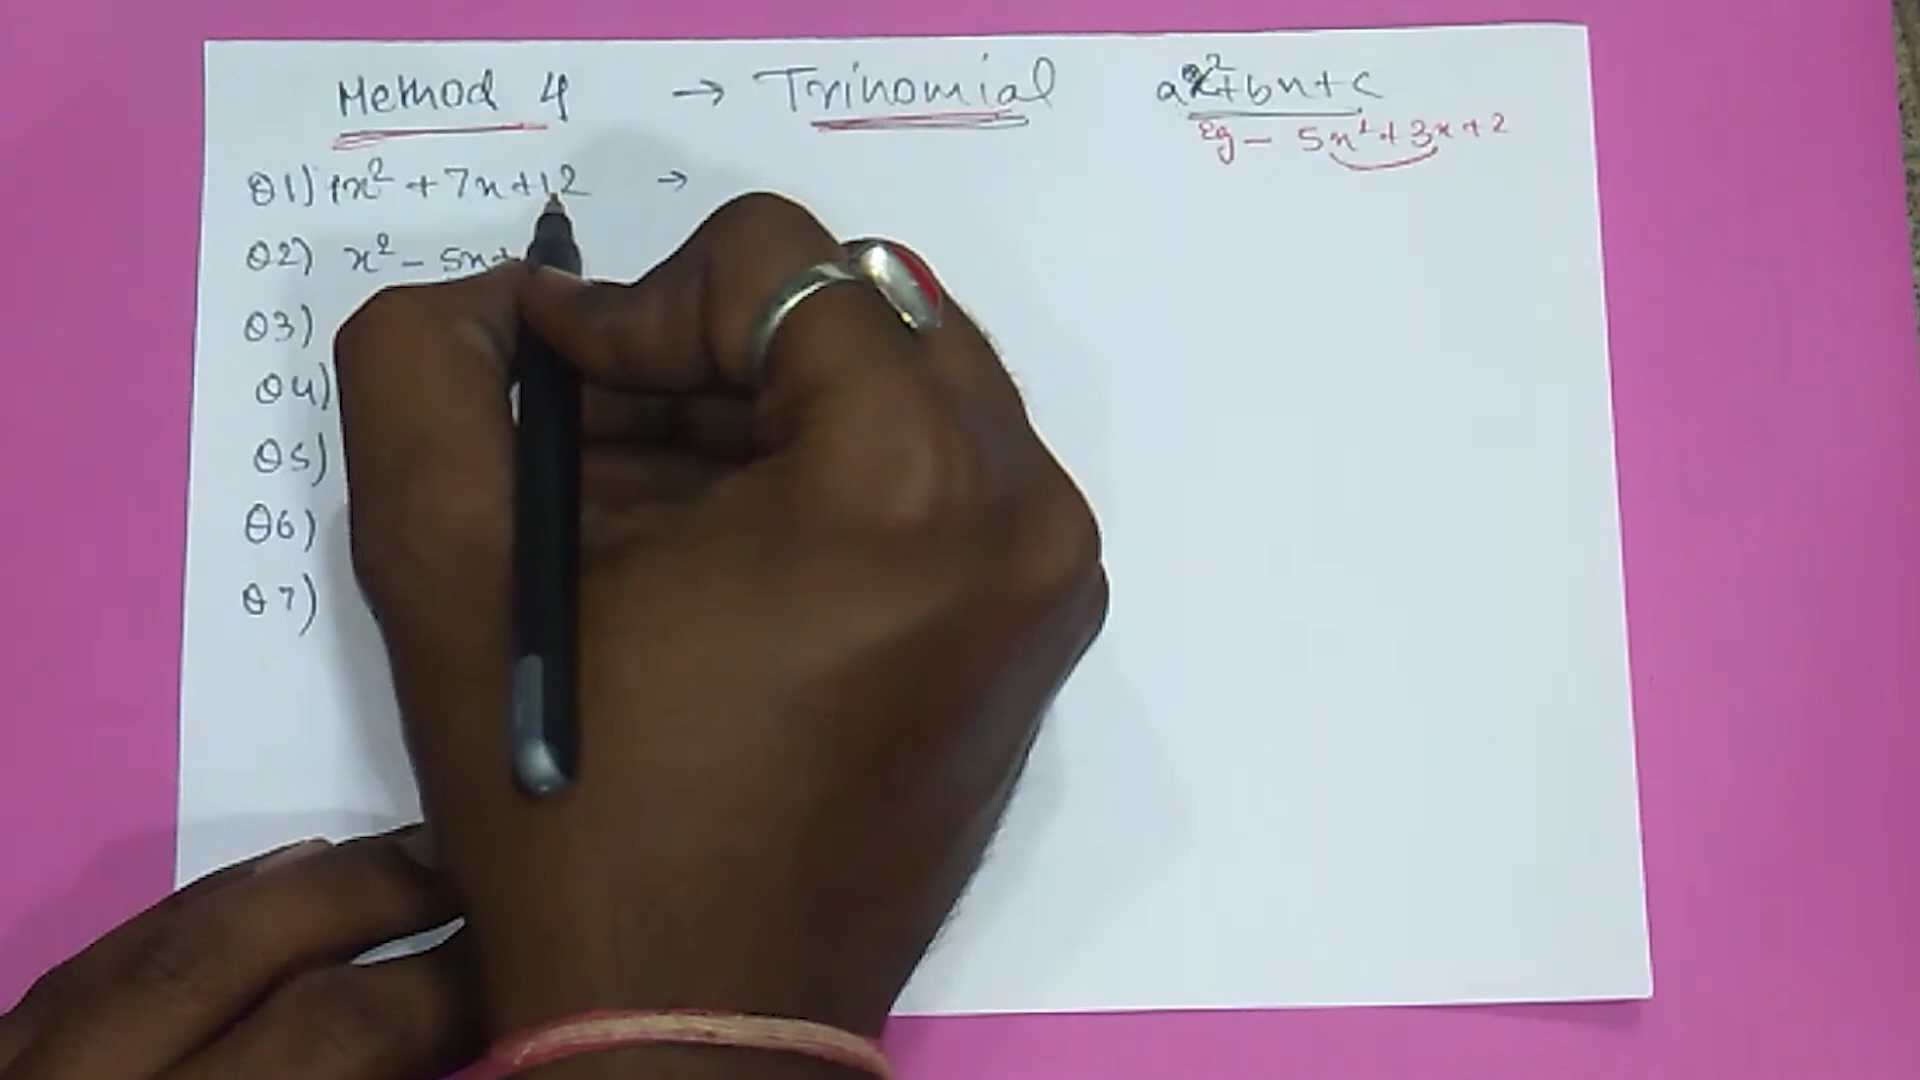 Method 4 → Trinomial ax²+bx+c
Eg - 5x²+3x+2
Q1) 1x² + 7x+12 →
Q2) x² - 5x+
Q3)
Q4)
Q5)
Q6)
Q7)